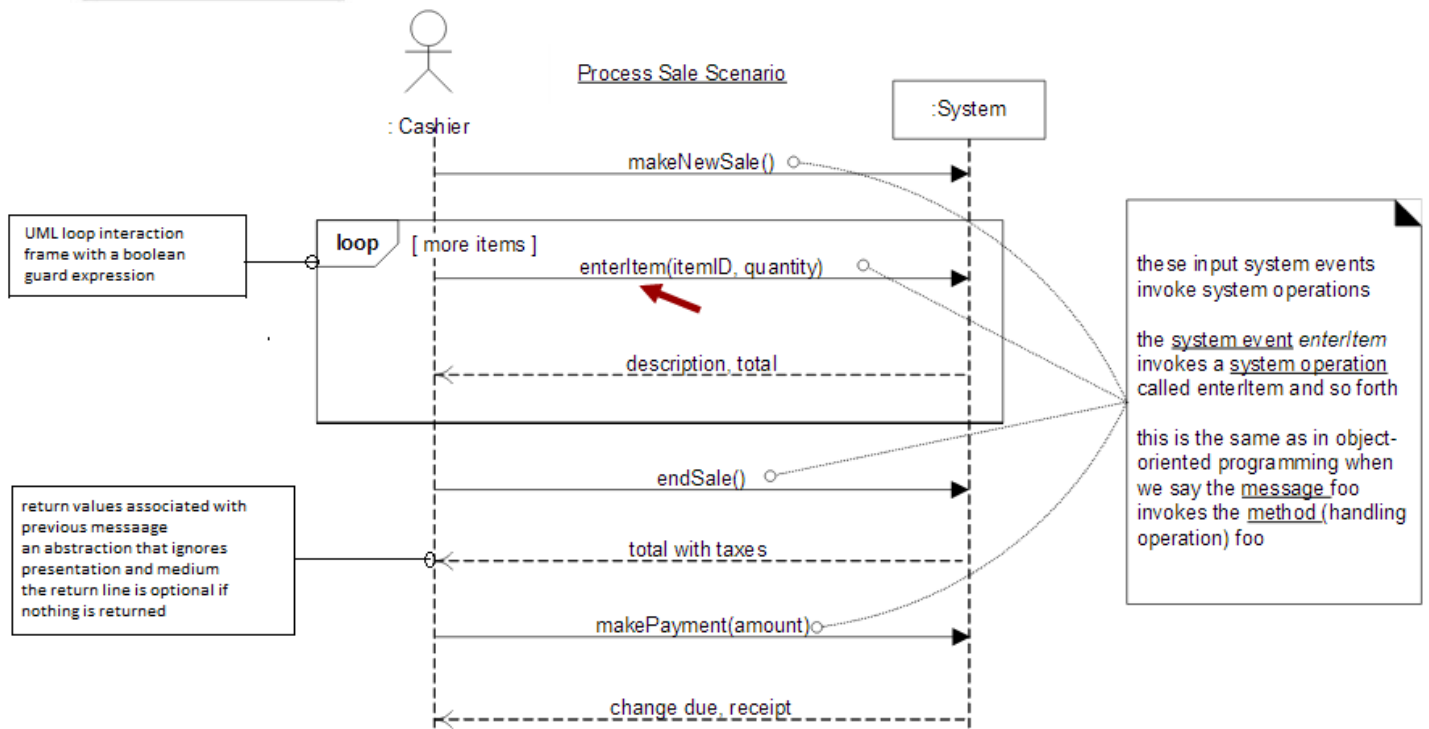 Process Sale Scenario
: Cashier
:System
makeNewSale()
UML loop interaction
frame with a boolean
guard expression
loop
[ more items ]
enterItem(itemID, quantity)
description, total
these input system events
invoke system operations
the system event enterItem
invokes a system operation
called enterItem and so forth
this is the same as in object-
oriented programming when
we say the message foo
invokes the method (handling
operation) foo
endSale()
return values associated with
previous messaage
an abstraction that ignores
presentation and medium
the return line is optional if
nothing is returned
total with taxes
makePayment(amount)
change due, receipt